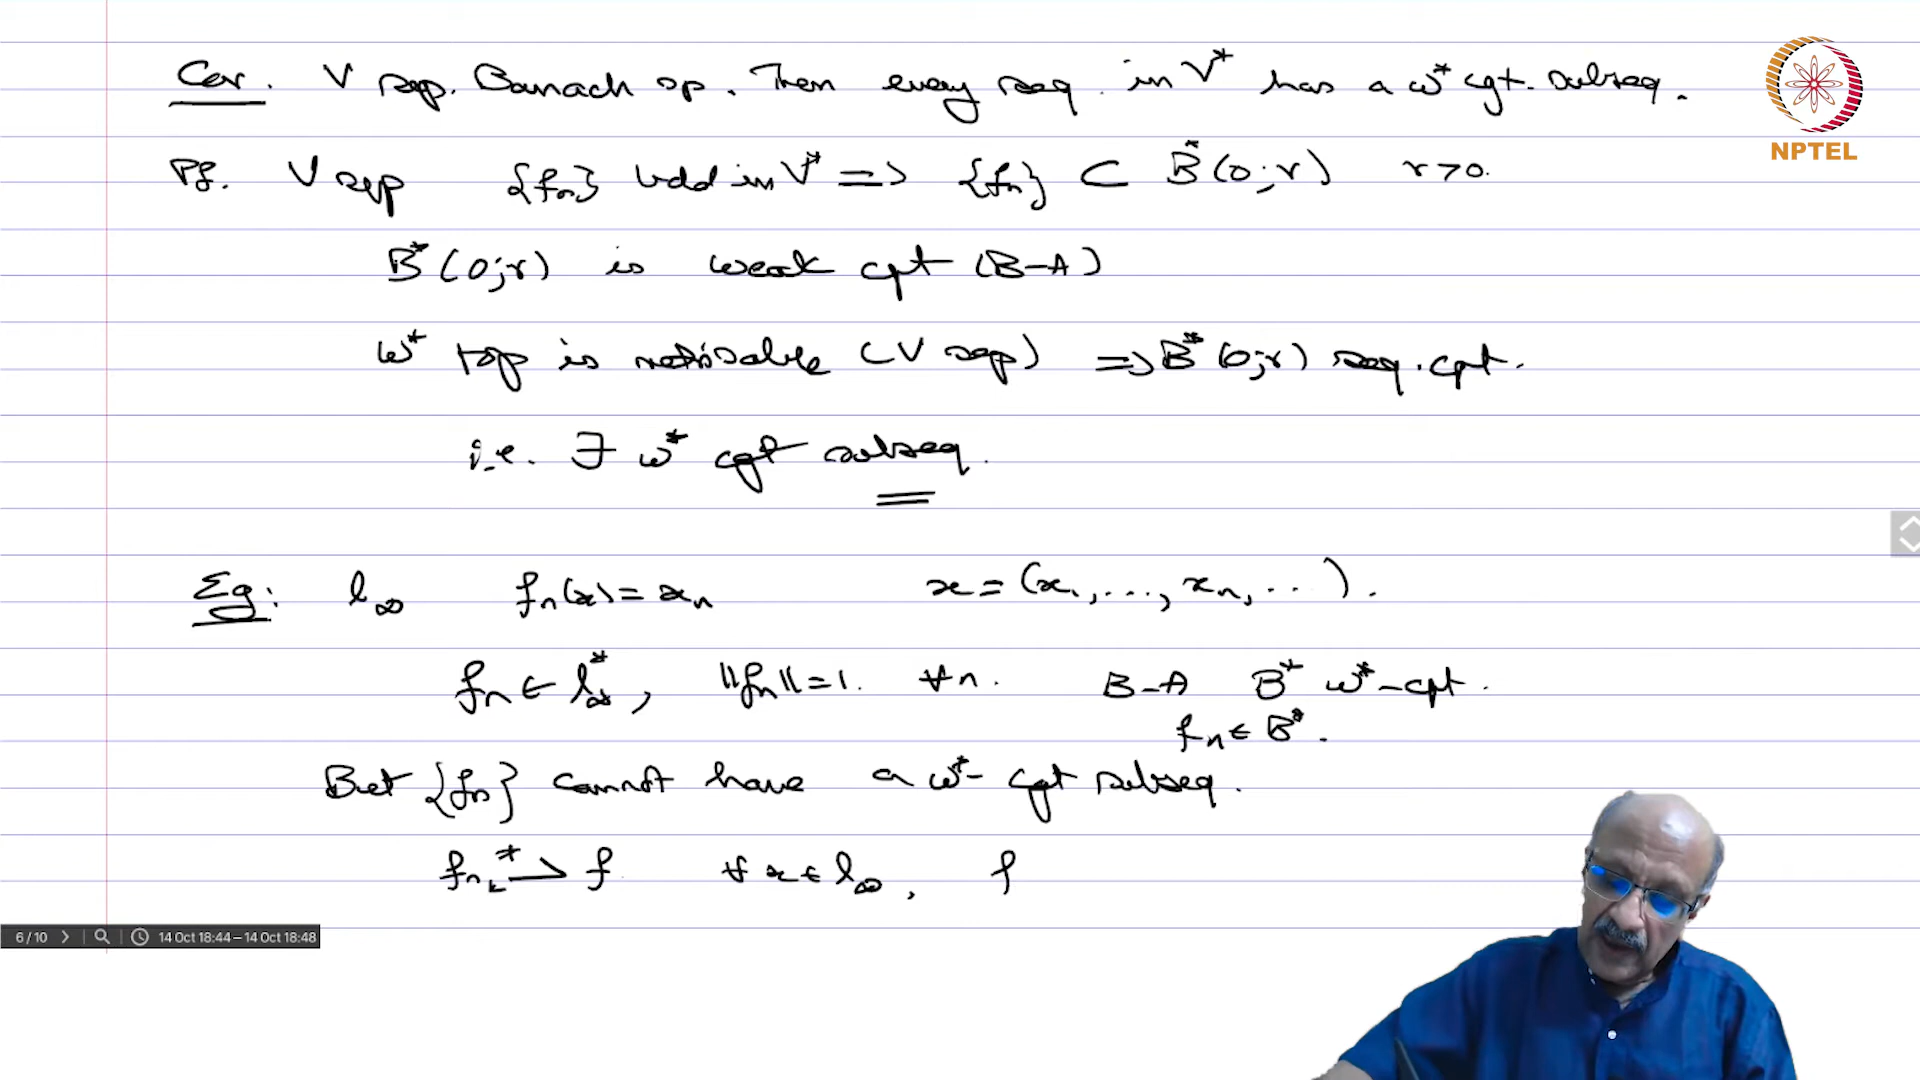 Cor. V sep. Banach sp. Then every seq. in V* has a w* cgt. subseq.
Pf. V sep {fn} bdd in V* => {fn} ⊂ B*(0;r) r>0.
B*(0;r) is weak cpt (B-A)
w* top is metrisable (V sep) => B*(0;r) seq. cpt.
i.e. ∃ w* cgt subseq.
Eg: l∞ fn(x) = xn x = (x1,..., xn, ...).
fn ∈ l∞*, ||fn|| = 1. ∀n. B-A B* w*-cpt.
fn ∈ B*.
But {fn} cannot have a w*- cgt subseq.
fnk *⇀ f ∀ x ∈ l∞, f
NPTEL
6/10 14 Oct 18:44 – 14 Oct 18:48